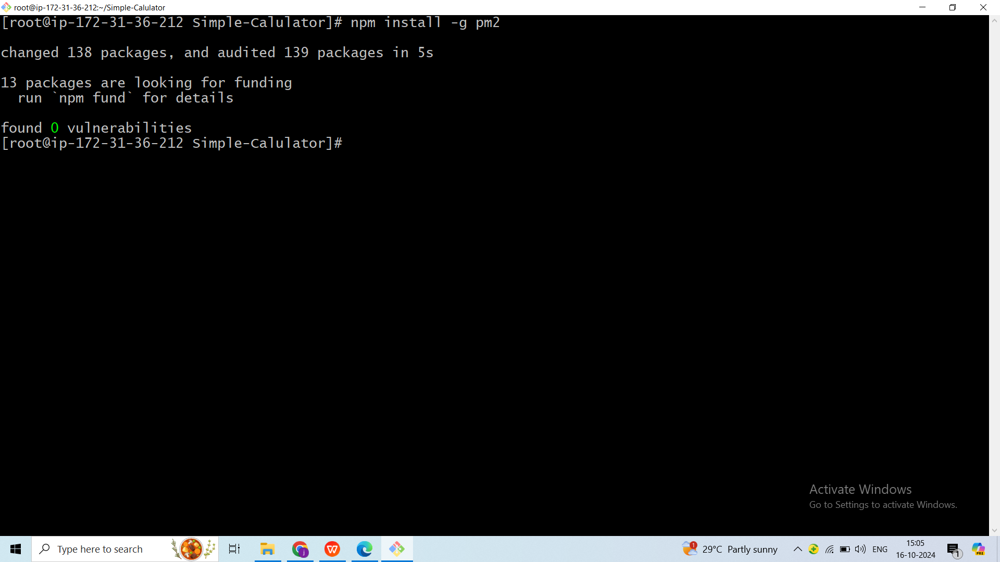 root@ip-172-31-36-212:~/Simple-Calulator
[root@ip-172-31-36-212 Simple-Calulator]# npm install -g pm2
changed 138 packages, and audited 139 packages in 5s
13 packages are looking for funding
  run `npm fund` for details
found 0 vulnerabilities
[root@ip-172-31-36-212 Simple-Calulator]#
Activate Windows
Go to Settings to activate Windows.
Type here to search
j
W
1
29°C Partly sunny
ENG
15:05
16-10-2024
1
PRE